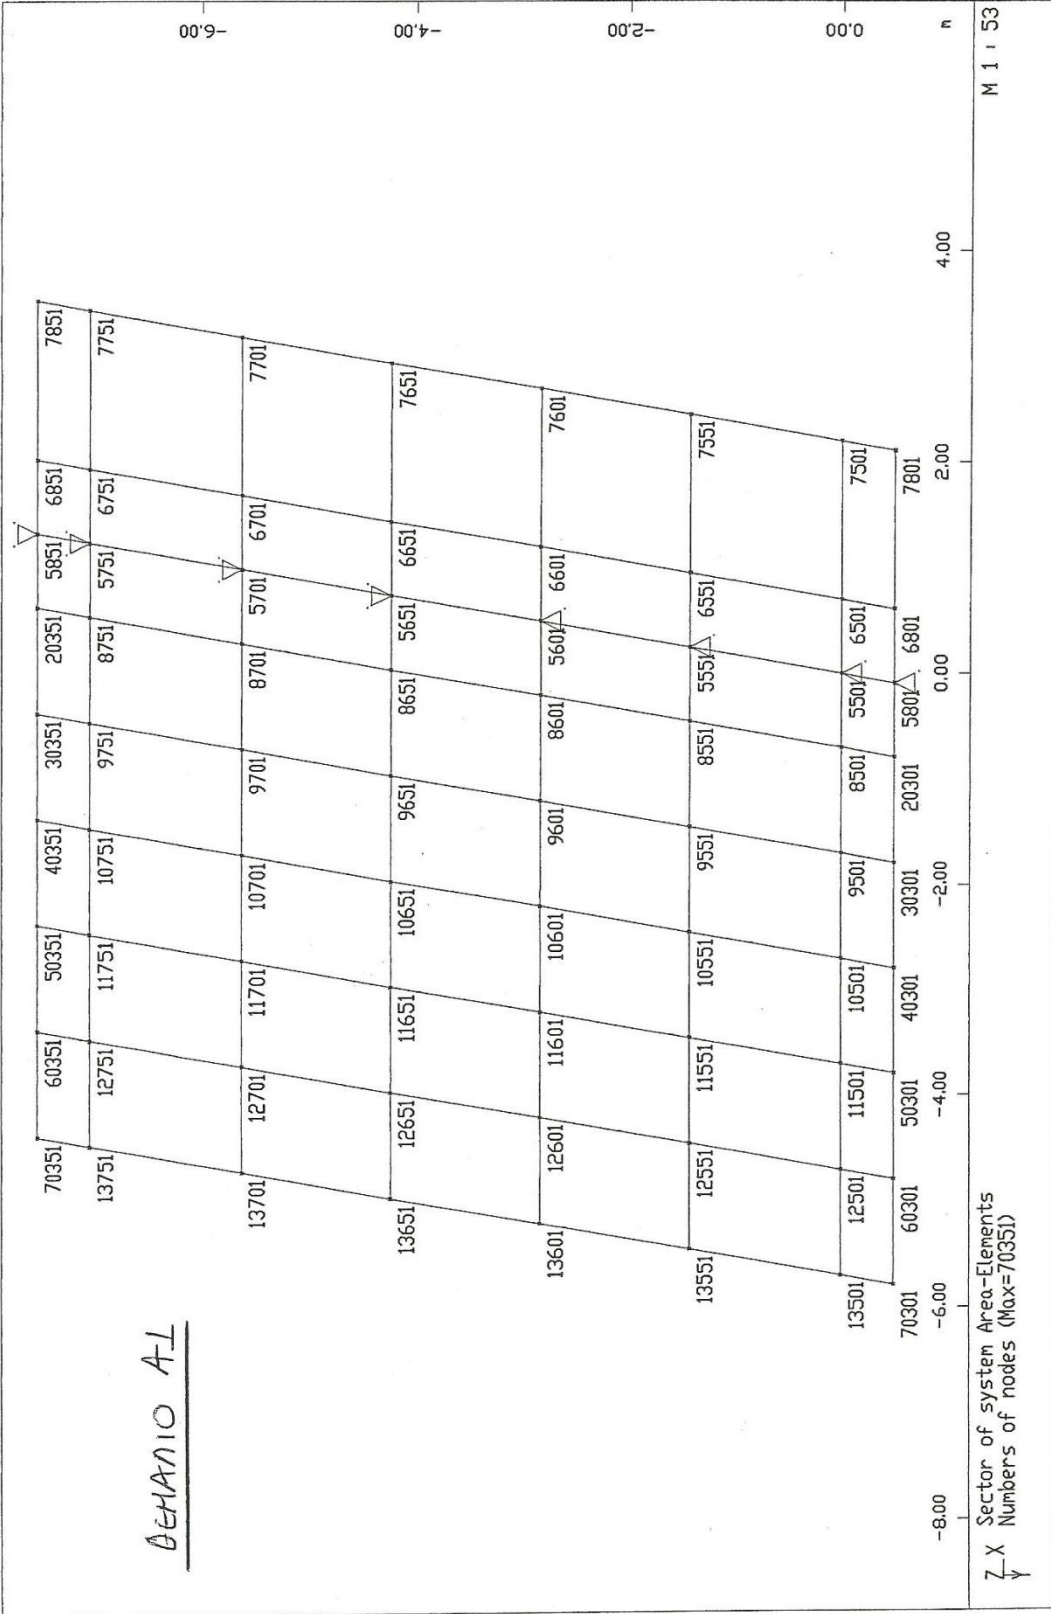 70351 60351 50351 40351 30351 20351 5851 6851 7851
13751 12751 11751 10751 9751 8751 5751 6751 7751
A1
-6.00
13701 12701 11701 10701 9701 8701 5701 6701 7701
13651 12651 11651 10651 9651 8651 5651 6651 7651
-4.00
13601 12601 11601 10601 9601 8601 5601 6601 7601
-2.00
13551 12551 11551 10551 9551 8551 5551 6551 7551
13501 12501 11501 10501 9501 8501 5501 6501 7501
0.00
70301 60301 50301 40301 30301 20301 5801 6801 7801
-8.00 -6.00 -4.00 -2.00 0.00 2.00 4.00 m
Z X Sector of system Area-Elements M 1 : 53
Y Numbers of nodes (Max=70351)